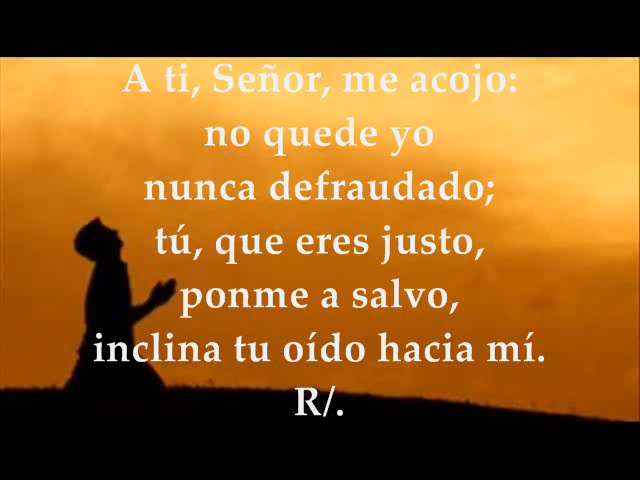 A ti, Señor, me acojo:
no quede yo
nunca defraudado;
tú, que eres justo,
ponme a salvo,
inclina tu oído hacia mí.
R/.